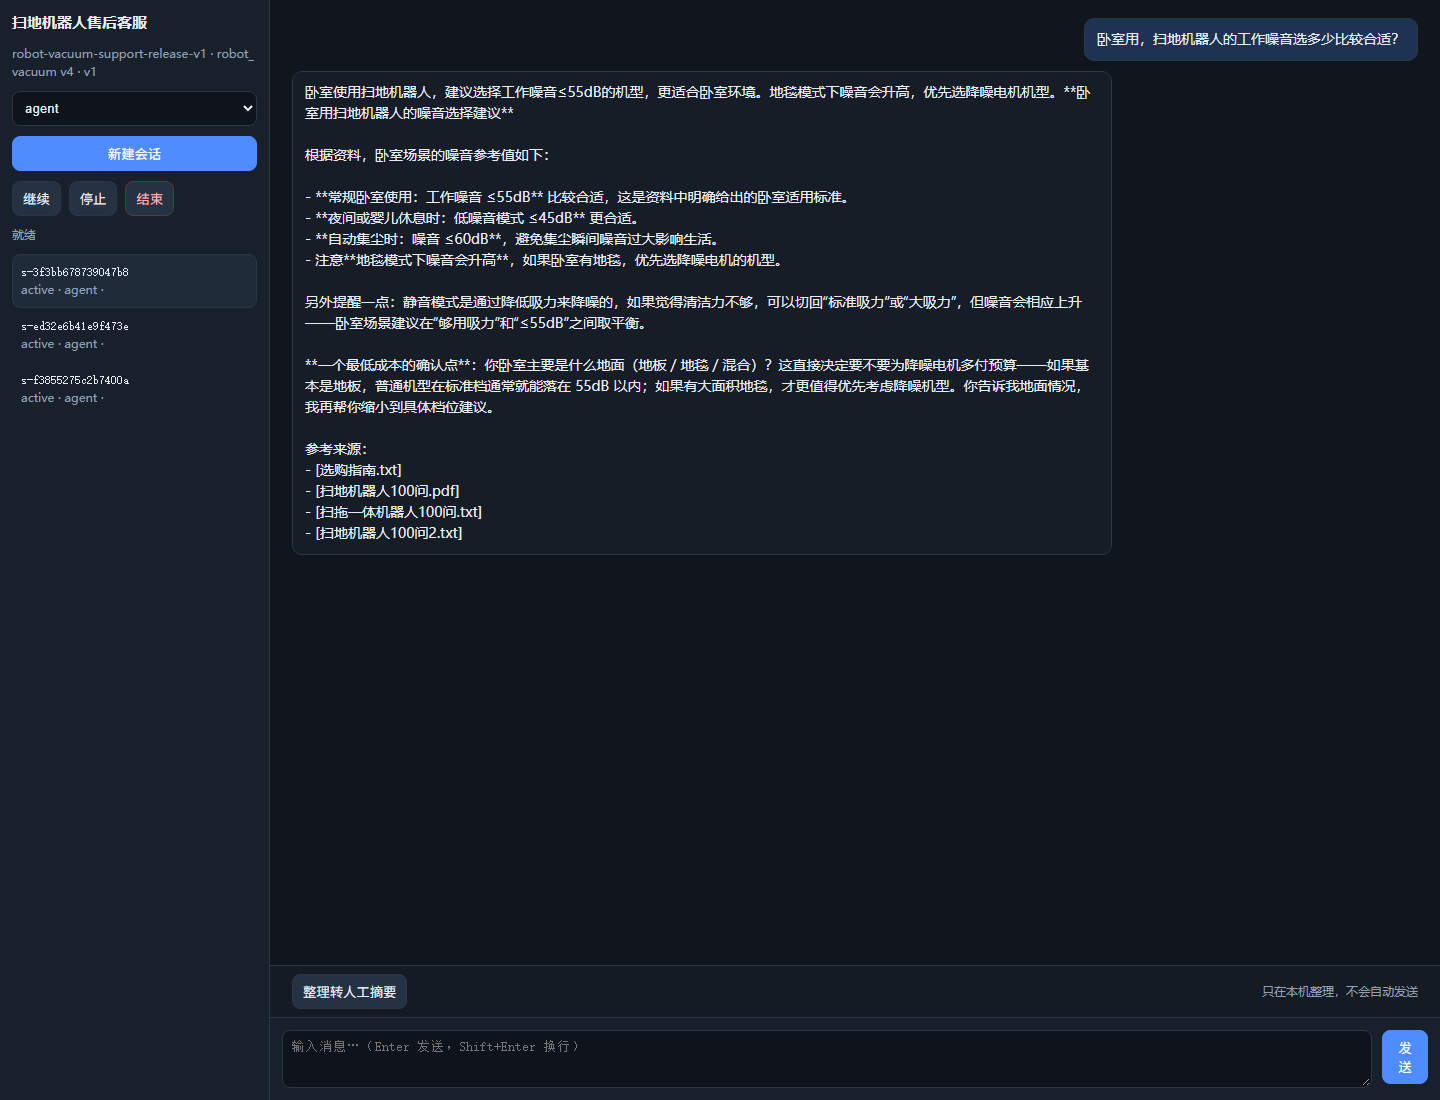 扫地机器人售后客服
robot-vacuum-support-release-v1 · robot_
vacuum v4 · v1
agent
新建会话
继续 停止 结束
就绪
s-3f3bb678739047b8
active · agent ·
s-ed32e6b41e9f473e
active · agent ·
s-f3855275c2b7400a
active · agent ·
卧室用，扫地机器人的工作噪音选多少比较合适？
卧室使用扫地机器人，建议选择工作噪音≤55dB的机型，更适合卧室环境。地毯模式下噪音会升高，优先选降噪电机机型。**卧
室用扫地机器人的噪音选择建议**
根据资料，卧室场景的噪音参考值如下：
- **常规卧室使用：工作噪音 ≤55dB** 比较合适，这是资料中明确给出的卧室适用标准。
- **夜间或婴儿休息时：低噪音模式 ≤45dB** 更合适。
- **自动集尘时：噪音 ≤60dB**，避免集尘瞬间噪音过大影响生活。
- 注意**地毯模式下噪音会升高**，如果卧室有地毯，优先选降噪电机的机型。
另外提醒一点：静音模式是通过降低吸力来降噪的，如果觉得清洁力不够，可以切回“标准吸力”或“大吸力”，但噪音会相应上升
——卧室场景建议在“够用吸力”和“≤55dB”之间取平衡。
**一个最低成本的确认点**：你卧室主要是什么地面（地板 / 地毯 / 混合）？这直接决定要不要为降噪电机多付预算——如果基
本是地板，普通机型在标准档通常就能落在 55dB 以内；如果有大面积地毯，才更值得优先考虑降噪机型。你告诉我地面情况，
我再帮你缩小到具体档位建议。
参考来源：
- [选购指南.txt]
- [扫地机器人100问.pdf]
- [扫拖一体机器人100问.txt]
- [扫地机器人100问2.txt]
整理转人工摘要
只在本机整理，不会自动发送
输入消息…（Enter 发送，Shift+Enter 换行）
发
送